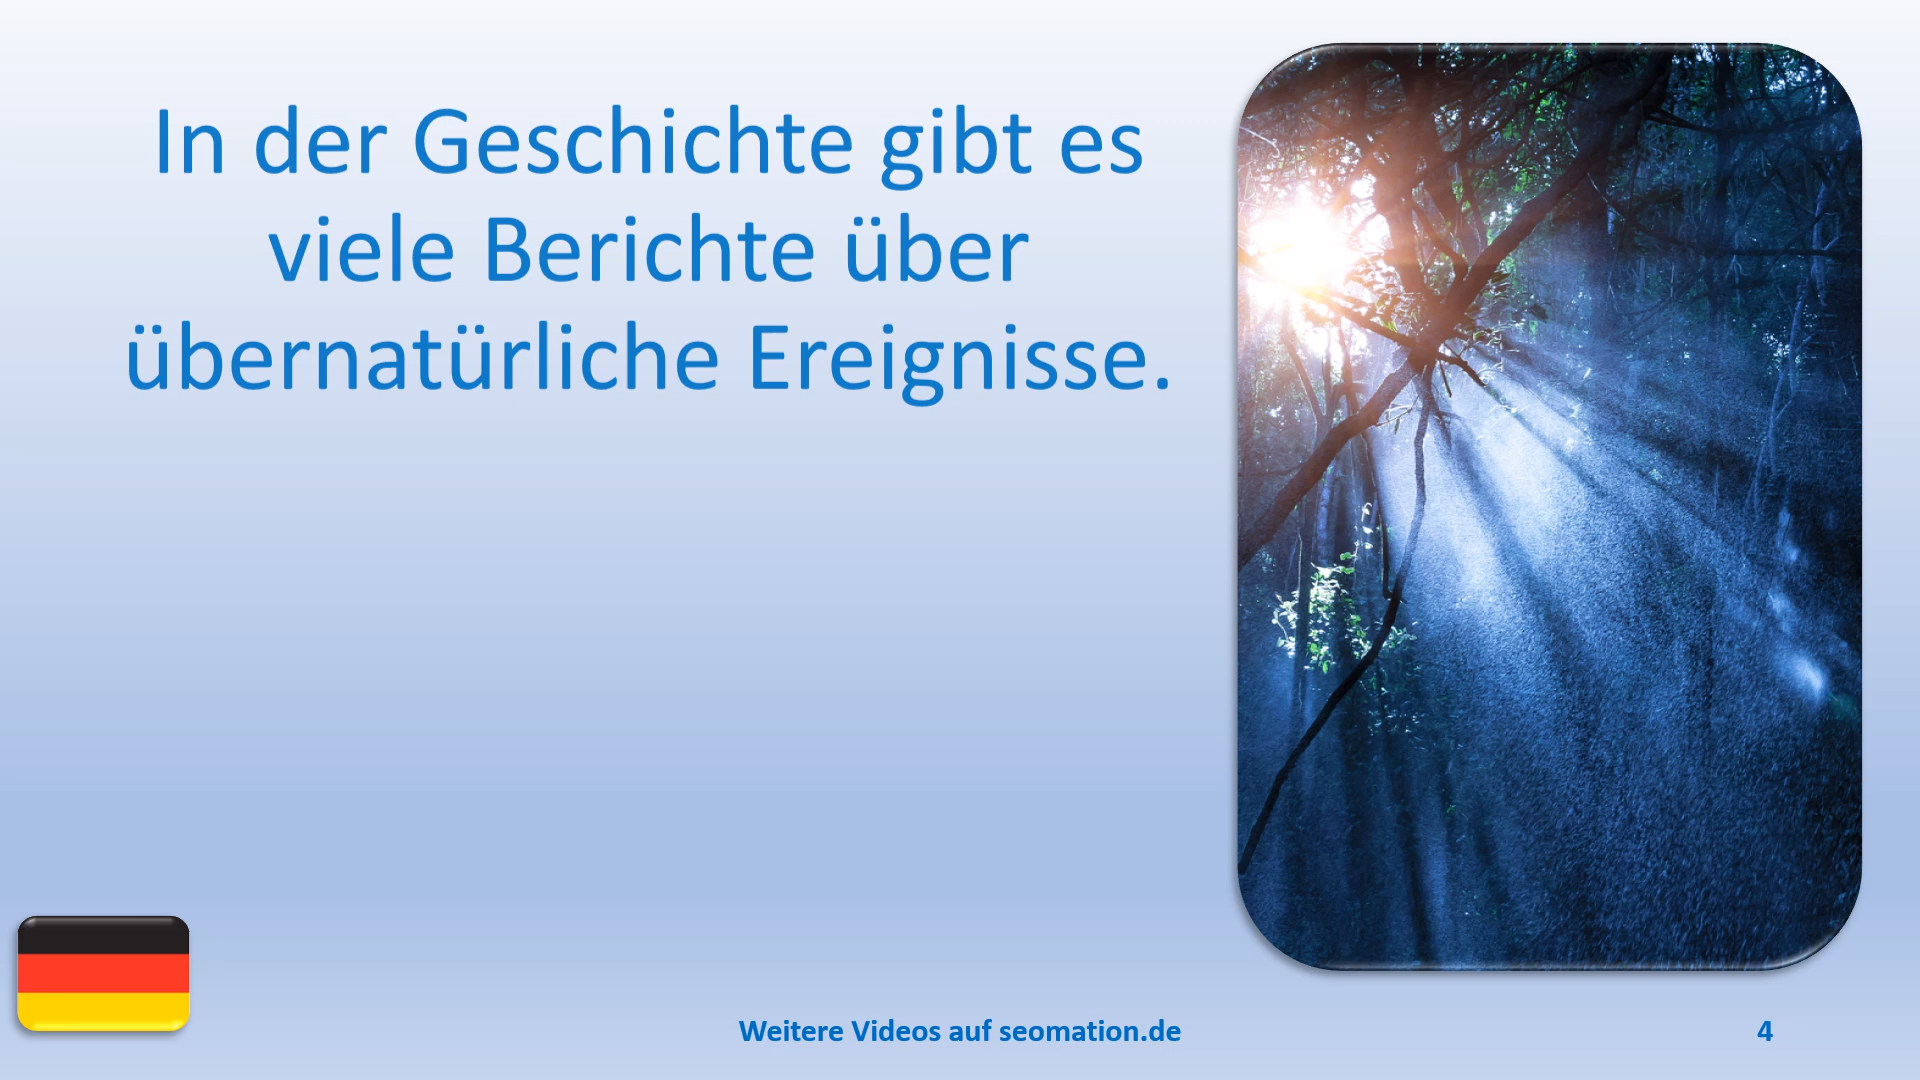 In der Geschichte gibt es
viele Berichte über
übernatürliche Ereignisse.
Weitere Videos auf seomation.de
4